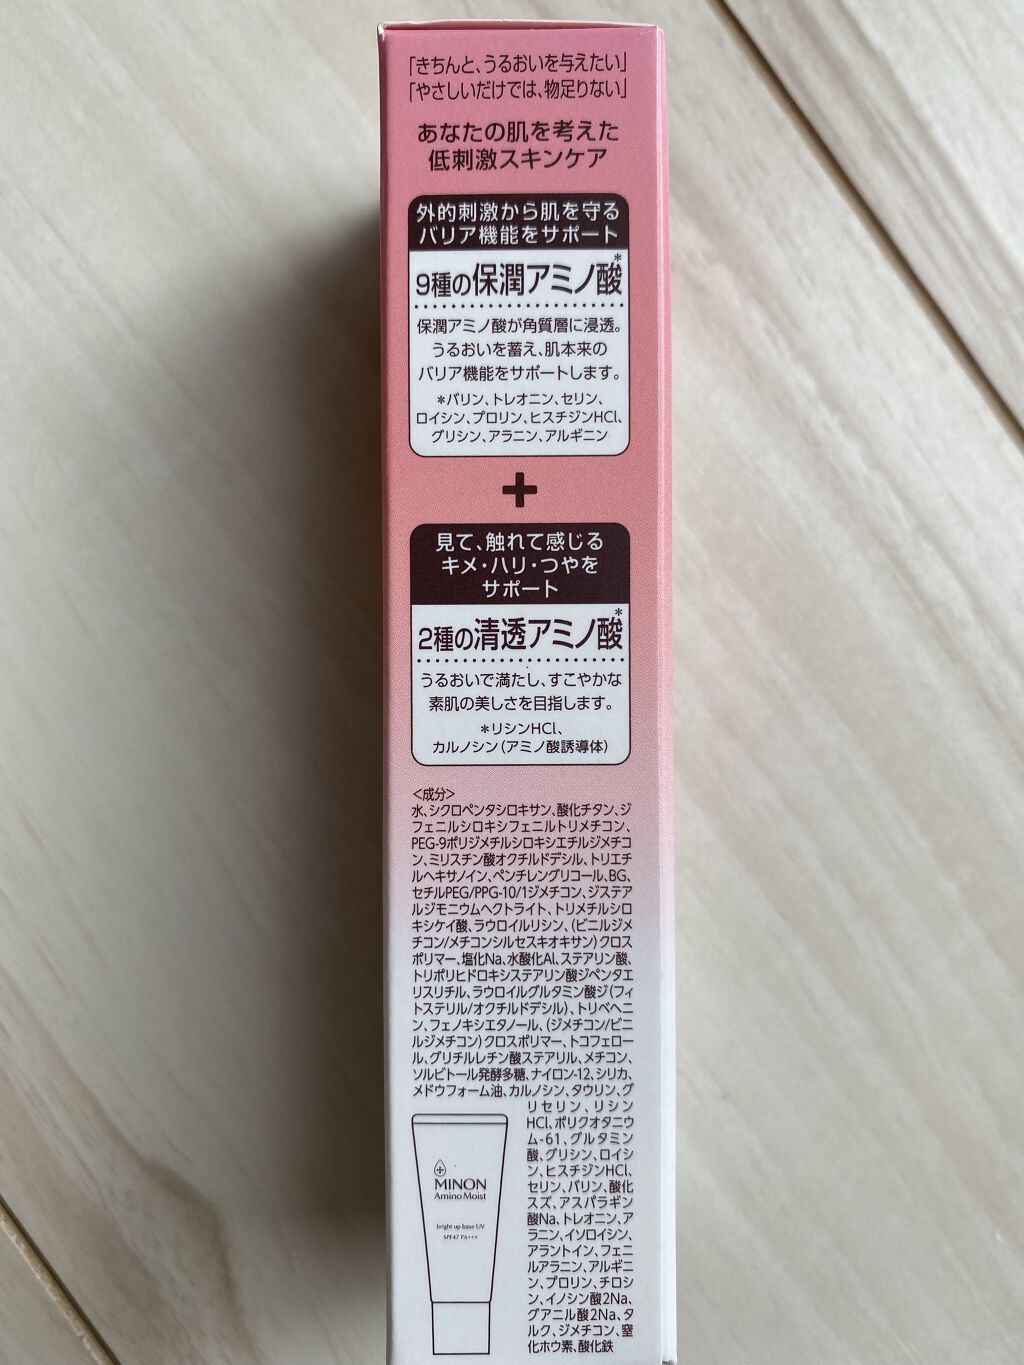 「きちんと、うるおいを与えたい」
「やさしいだけでは、物足りない」
あなたの肌を考えた
低刺激スキンケア
外的刺激から肌を守る
バリア機能をサポート
9種の保潤アミノ酸*
保潤アミノ酸が角質層に浸透。
うるおいを蓄え、肌本来の
バリア機能をサポートします。
*バリン、トレオニン、セリン、
ロイシン、プロリン、ヒスチジンHCl、
グリシン、アラニン、アルギニン
+
見て、触れて感じる
キメ・ハリ・つやを
サポート
2種の清透アミノ酸*
うるおいで満たし、すこやかな
素肌の美しさを目指します。
*リシンHCl、
カルノシン(アミノ酸誘導体)
<成分>
水、シクロペンタシロキサン、酸化チタン、ジ
フェニルシロキシフェニルトリメチコン、
PEG-9ポリジメチルシロキシエチルジメチコ
ン、ミリスチン酸オクチルドデシル、トリエチ
ルヘキサノイン、ペンチレングリコール、BG、
セチルPEG/PPG-10/1ジメチコン、ジステア
ルジモニウムヘクトライト、トリメチルシロ
キシケイ酸、ラウロイルリシン、(ビニルジメ
チコン/メチコンシルセスキオキサン)クロス
ポリマー、塩化Na、水酸化Al、ステアリン酸、
トリポリヒドロキシステアリン酸ジペンタエ
リスリチル、ラウロイルグルタミン酸ジ(フィ
トステリル/オクチルドデシル)、トリベヘニ
ン、フェノキシエタノール、(ジメチコン/ビニ
ルジメチコン)クロスポリマー、トコフェロー
ル、グリチルレチン酸ステアリル、メチコン、
ソルビトール発酵多糖、ナイロン-12、シリカ、
メドウフォーム油、カルノシン、タウリン、グ
リセリン、リシン
HCl、ポリクオタニウ
ム-61、グルタミン
酸、グリシン、ロイシ
ン、ヒスチジンHCl、
セリン、バリン、酸化
スズ、アスパラギン
酸Na、トレオニン、ア
ラニン、イソロイシン、
アラントイン、フェニ
ルアラニン、アルギニ
ン、プロリン、チロシ
ン、イノシン酸2Na、
グアニル酸2Na、タ
ルク、ジメチコン、窒
化ホウ素、酸化鉄
MINON
Amino Moist
bright up base UV
SPF47 PA+++